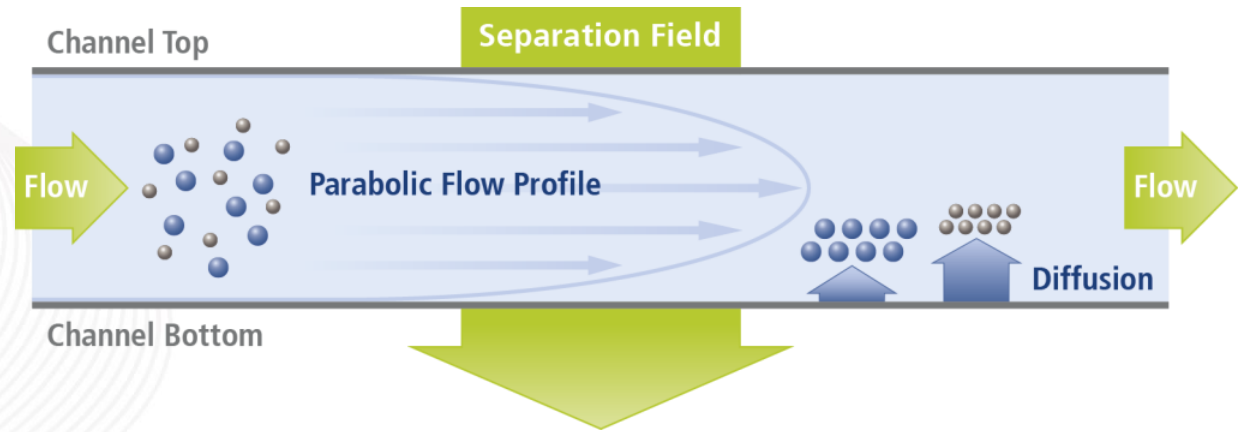 Channel Top
Separation Field
Flow
Parabolic Flow Profile
Flow
Diffusion
Channel Bottom